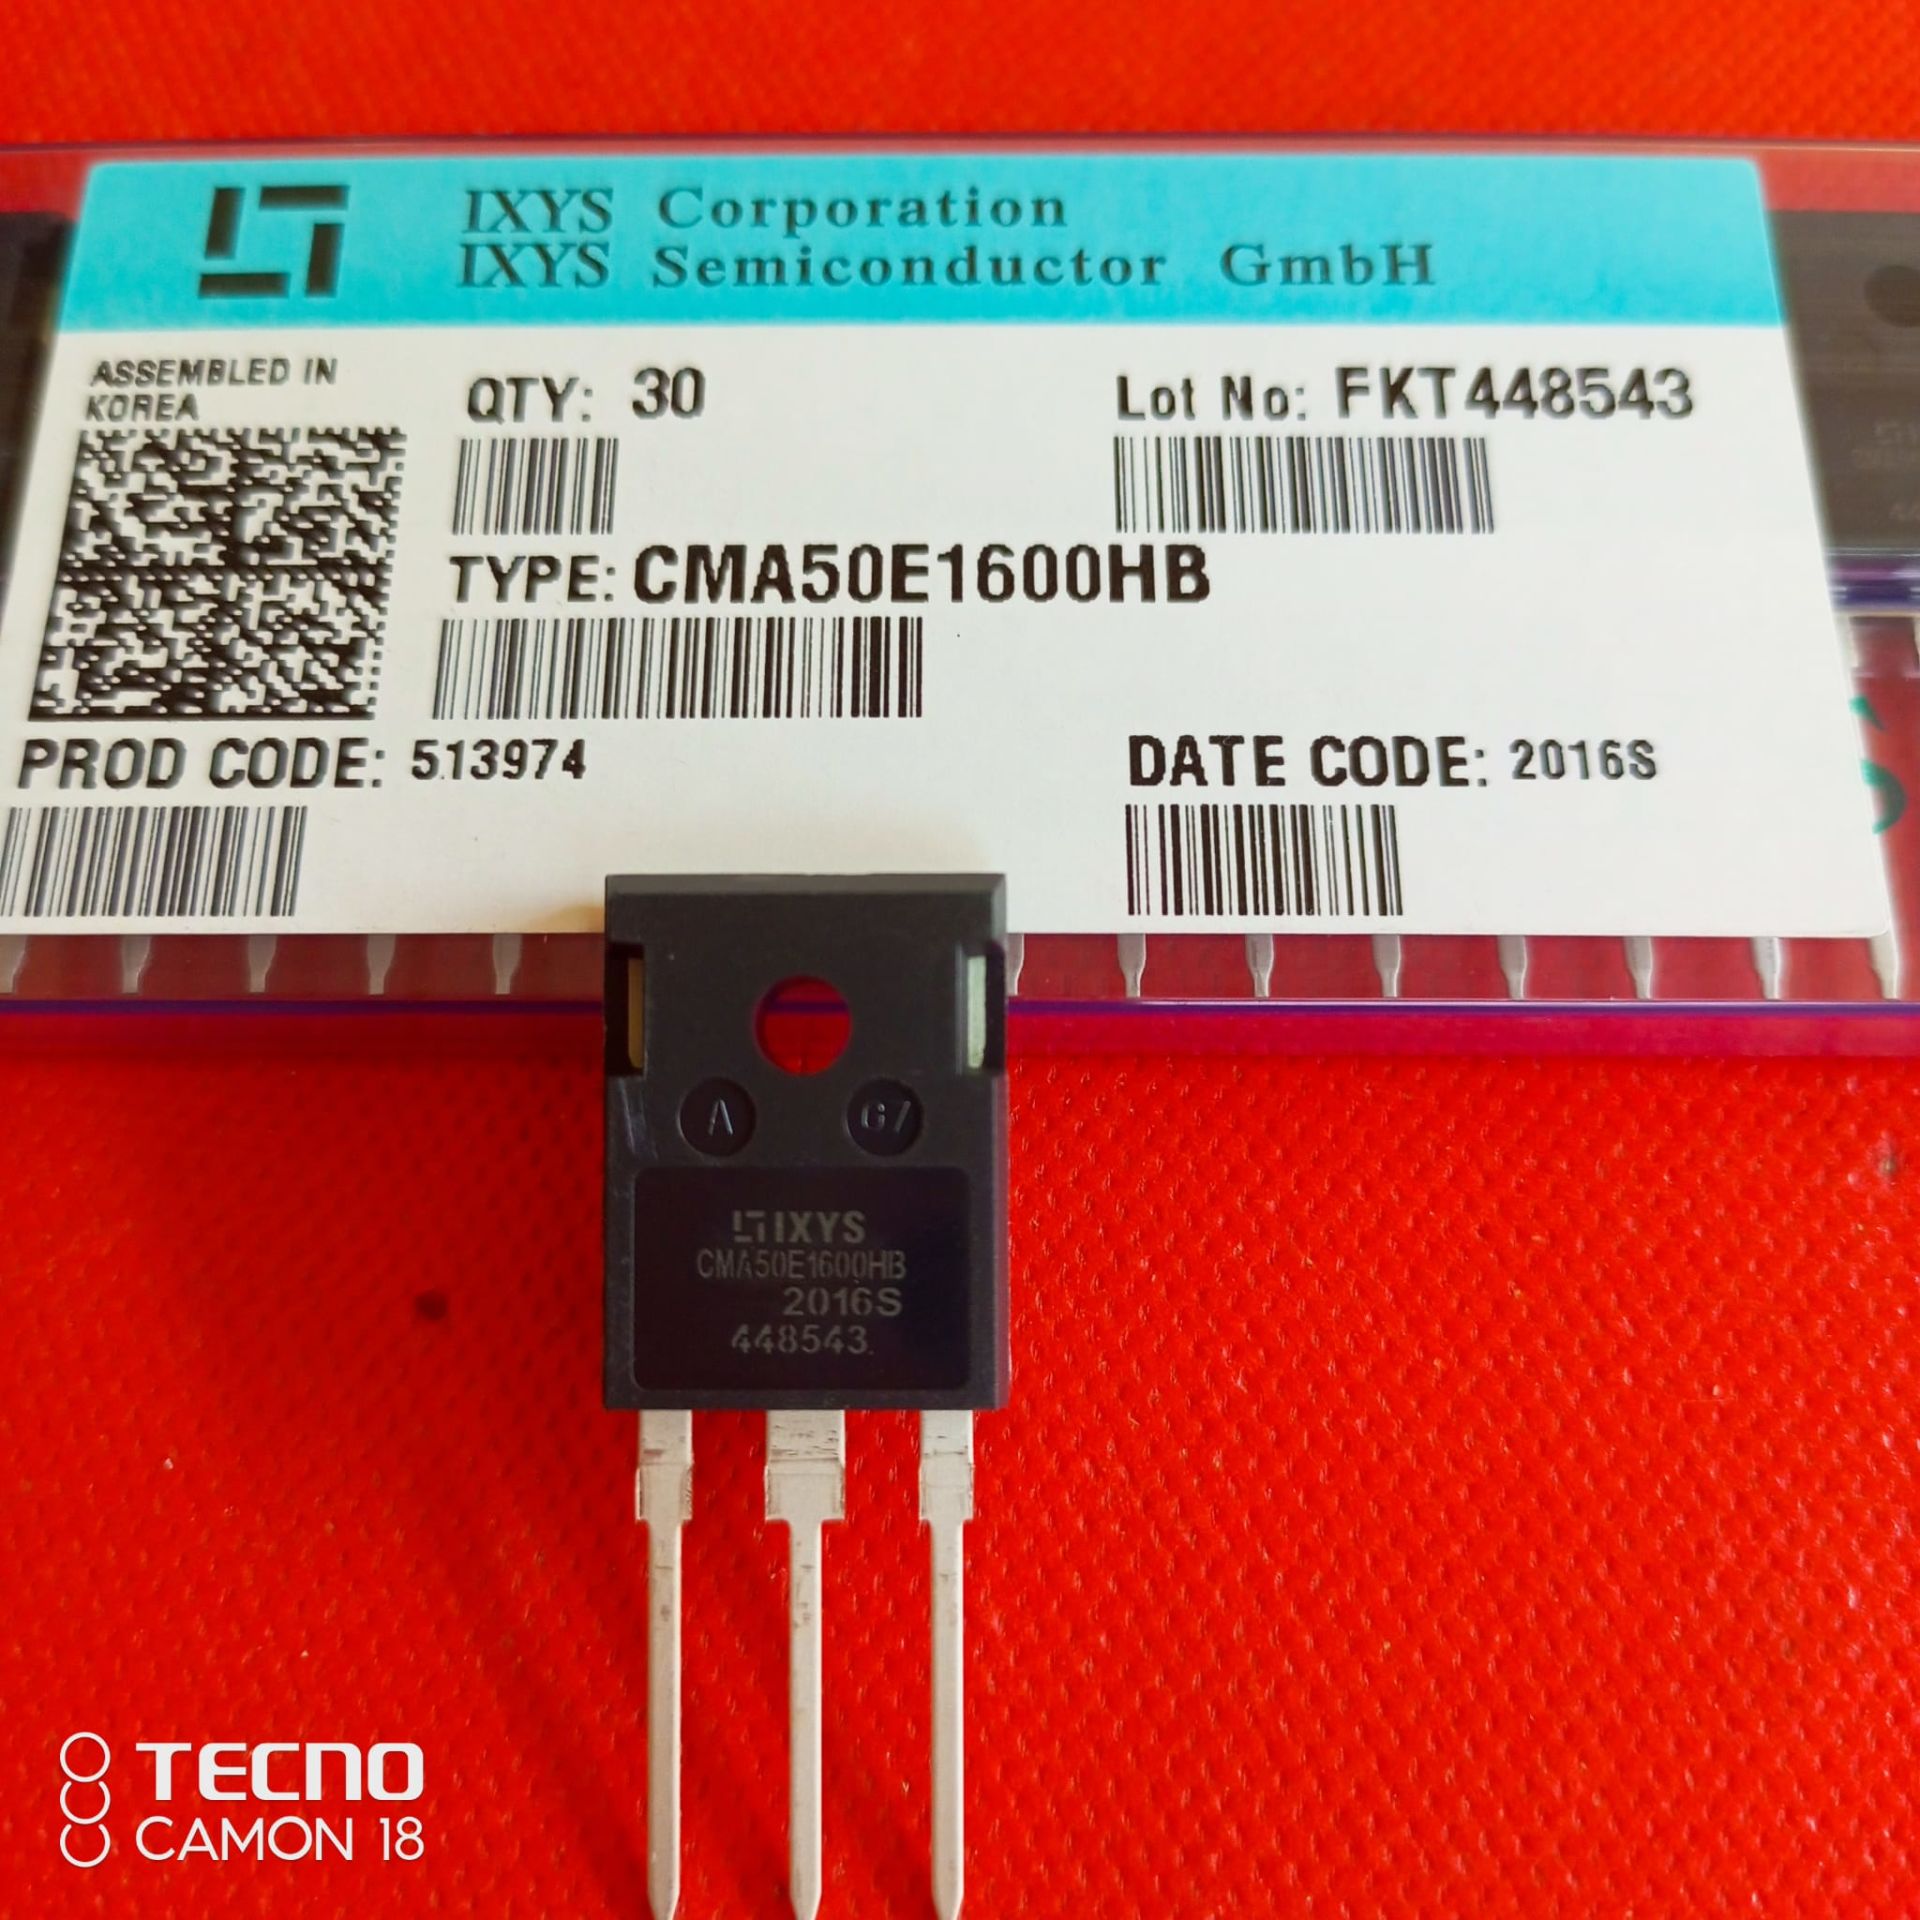 IXYS Corporation
IXYS Semiconductor GmbH
ASSEMBLED IN
KOREA
QTY: 30
Lot No: FKT448543
TYPE: CMA50E1600HB
PROD CODE: 513974
DATE CODE: 2016S
A
G7
IXYS
CMA50E1600HB
2016S
448543
TECNO
CAMON 18